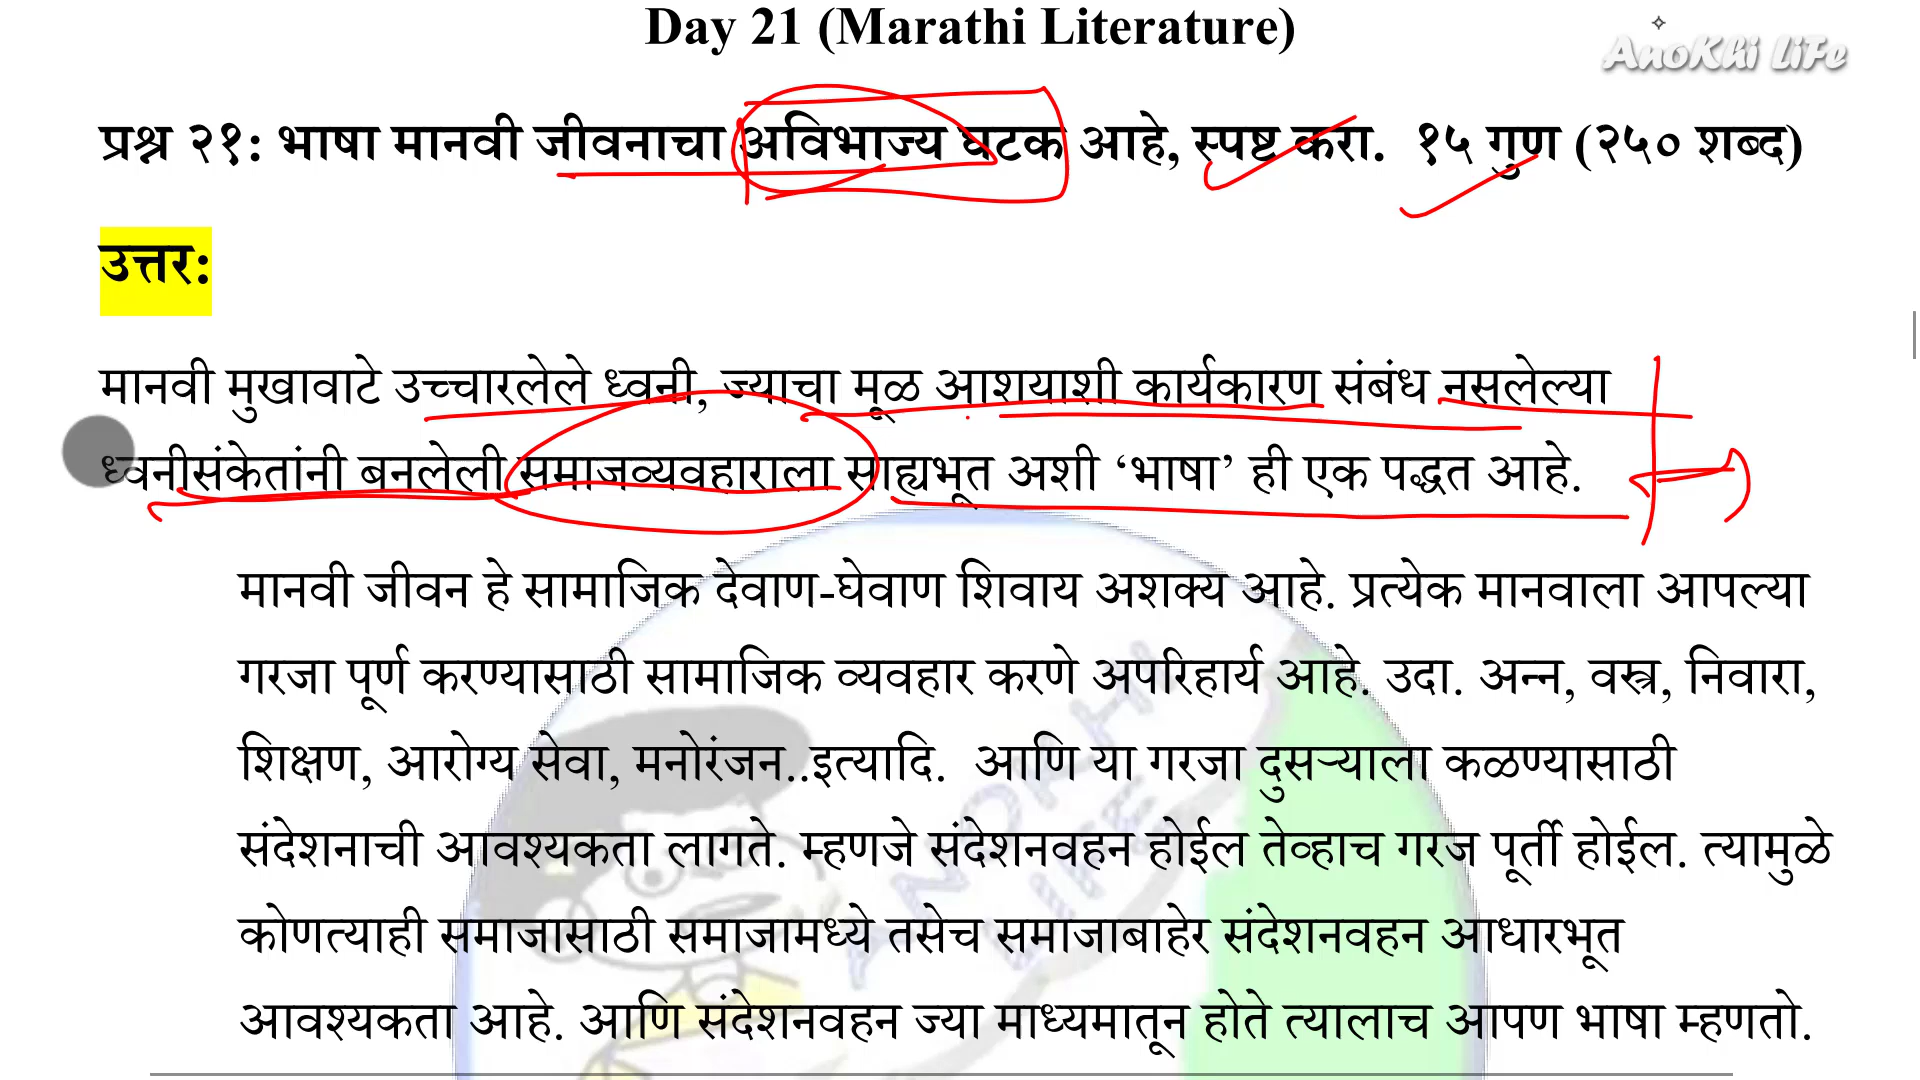 Day 21 (Marathi Literature)
AnoKhi LiFe
प्रश्न २१: भाषा मानवी जीवनाचा अविभाज्य घटक आहे, स्पष्ट करा. १५ गुण (२५० शब्द)
उत्तर:
मानवी मुखावाटे उच्चारलेले ध्वनी, ज्याचा मूळ आशयाशी कार्यकारण संबंध नसलेल्या
ध्वनीसंकेतांनी बनलेली समाजव्यवहाराला साह्यभूत अशी ‘भाषा’ ही एक पद्धत आहे.
मानवी जीवन हे सामाजिक देवाण-घेवाण शिवाय अशक्य आहे. प्रत्येक मानवाला आपल्या
गरजा पूर्ण करण्यासाठी सामाजिक व्यवहार करणे अपरिहार्य आहे. उदा. अन्न, वस्त्र, निवारा,
शिक्षण, आरोग्य सेवा, मनोरंजन..इत्यादि. आणि या गरजा दुसऱ्याला कळण्यासाठी
संदेशनाची आवश्यकता लागते. म्हणजे संदेशनवहन होईल तेव्हाच गरज पूर्ती होईल. त्यामुळे
कोणत्याही समाजासाठी समाजामध्ये तसेच समाजाबाहेर संदेशनवहन आधारभूत
आवश्यकता आहे. आणि संदेशनवहन ज्या माध्यमातून होते त्यालाच आपण भाषा म्हणतो.
ANOKHI
LIFE